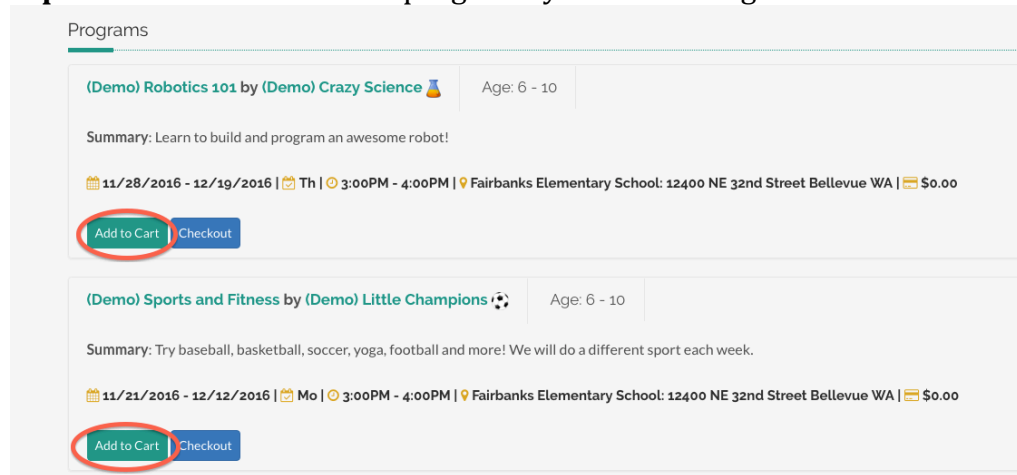 Programs
(Demo) Robotics 101 by (Demo) Crazy Science Age: 6 - 10
Summary: Learn to build and program an awesome robot!
11/28/2016 - 12/19/2016 | Th | 3:00PM - 4:00PM | Fairbanks Elementary School: 12400 NE 32nd Street Bellevue WA | $0.00
Add to Cart Checkout
(Demo) Sports and Fitness by (Demo) Little Champions Age: 6 - 10
Summary: Try baseball, basketball, soccer, yoga, football and more! We will do a different sport each week.
11/21/2016 - 12/12/2016 | Mo | 3:00PM - 4:00PM | Fairbanks Elementary School: 12400 NE 32nd Street Bellevue WA | $0.00
Add to Cart Checkout